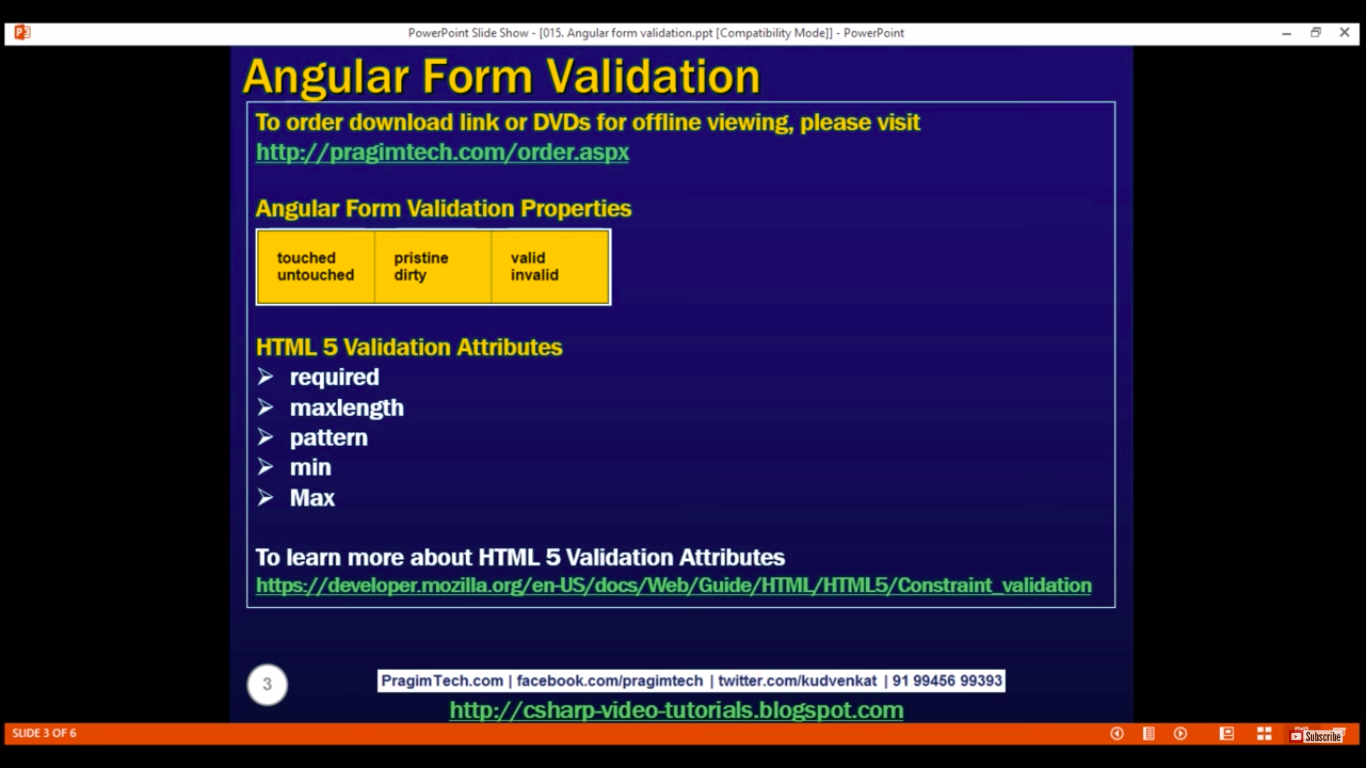 PowerPoint Slide Show - [015. Angular form validation.ppt [Compatibility Mode]] - PowerPoint
Angular Form Validation
To order download link or DVDs for offline viewing, please visit
http://pragimtech.com/order.aspx
Angular Form Validation Properties
touched pristine valid
untouched dirty invalid
HTML 5 Validation Attributes
➢ required
➢ maxlength
➢ pattern
➢ min
➢ Max
To learn more about HTML 5 Validation Attributes
https://developer.mozilla.org/en-US/docs/Web/Guide/HTML/HTML5/Constraint_validation
3
PragimTech.com | facebook.com/pragimtech | twitter.com/kudvenkat | 91 99456 99393
http://csharp-video-tutorials.blogspot.com
SLIDE 3 OF 6
Subscribe